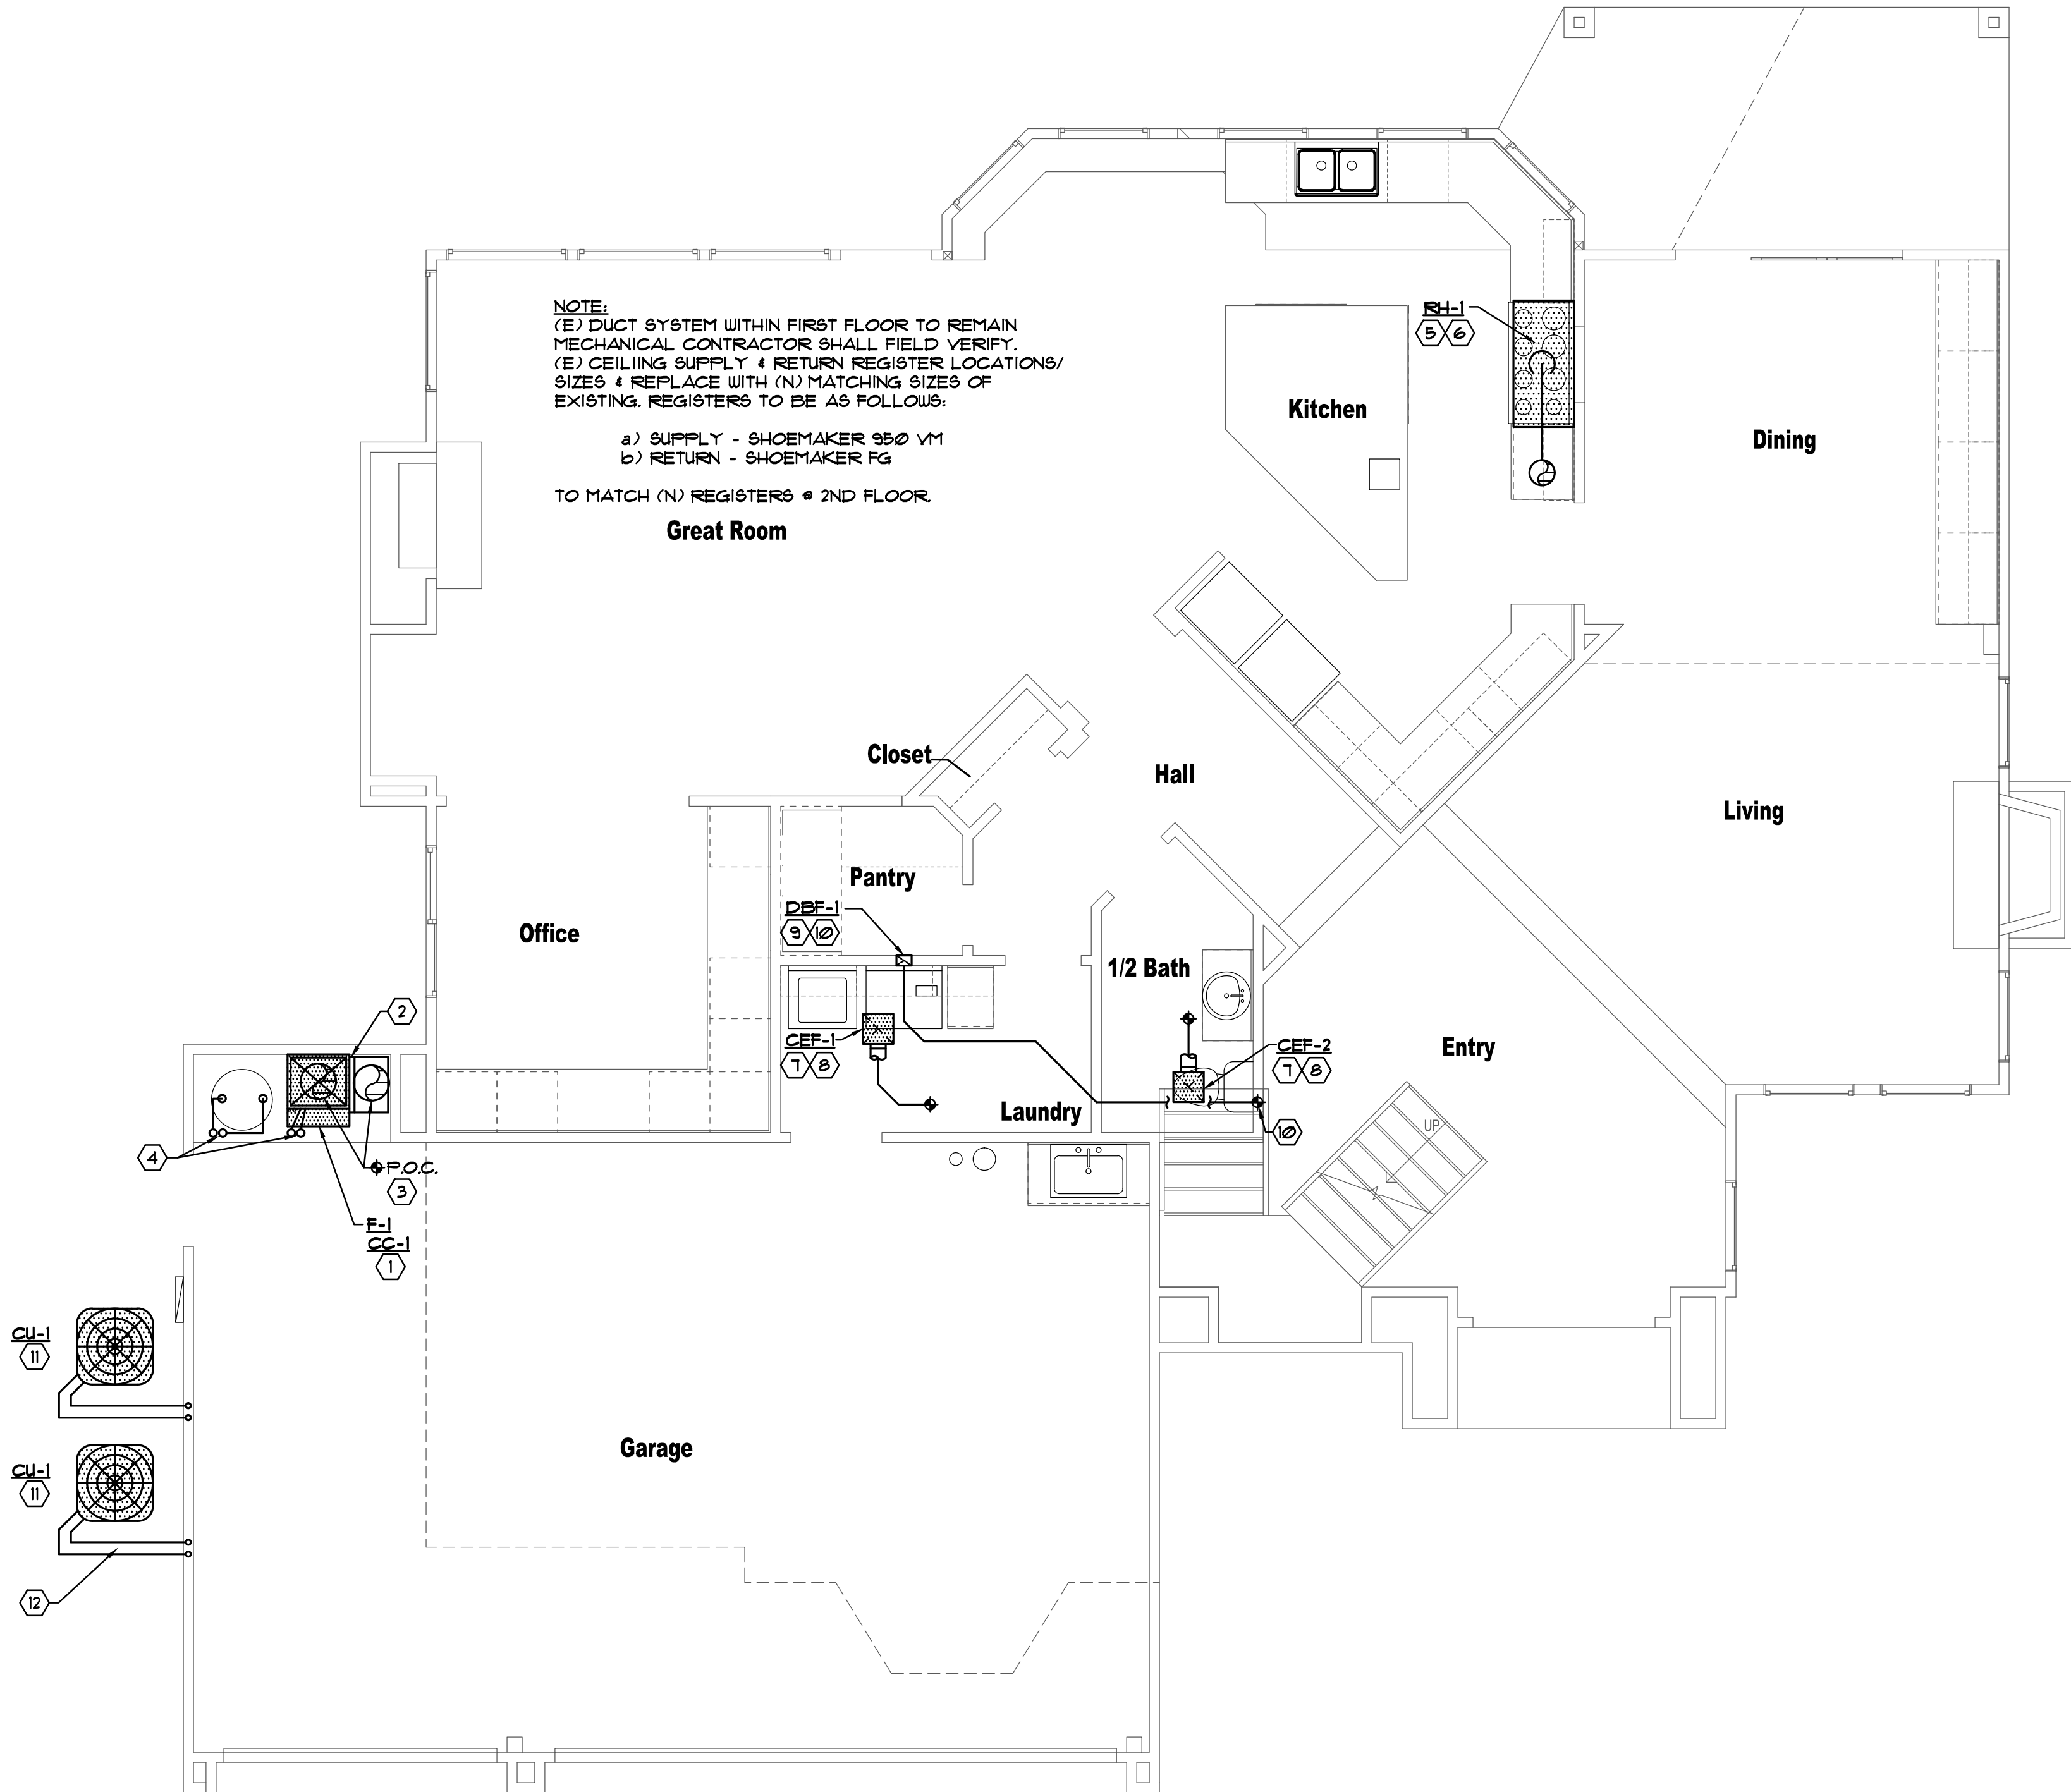 NOTE:
(E) DUCT SYSTEM WITHIN FIRST FLOOR TO REMAIN
MECHANICAL CONTRACTOR SHALL FIELD VERIFY.
(E) CEILIING SUPPLY & RETURN REGISTER LOCATIONS/
SIZES & REPLACE WITH (N) MATCHING SIZES OF
EXISTING. REGISTERS TO BE AS FOLLOWS:
a) SUPPLY - SHOEMAKER 950 VM
b) RETURN - SHOEMAKER FG
TO MATCH (N) REGISTERS @ 2ND FLOOR.
Great Room
RH-1
5 6
Kitchen
Dining
Closet
Hall
Living
Pantry
DBF-1
9 10
Office
1/2 Bath
2
CEF-1
7 8
CEF-2
7 8
Entry
Laundry
10
UP
4
P.O.C.
3
F-1
CC-1
1
CU-1
11
Garage
CU-1
11
12